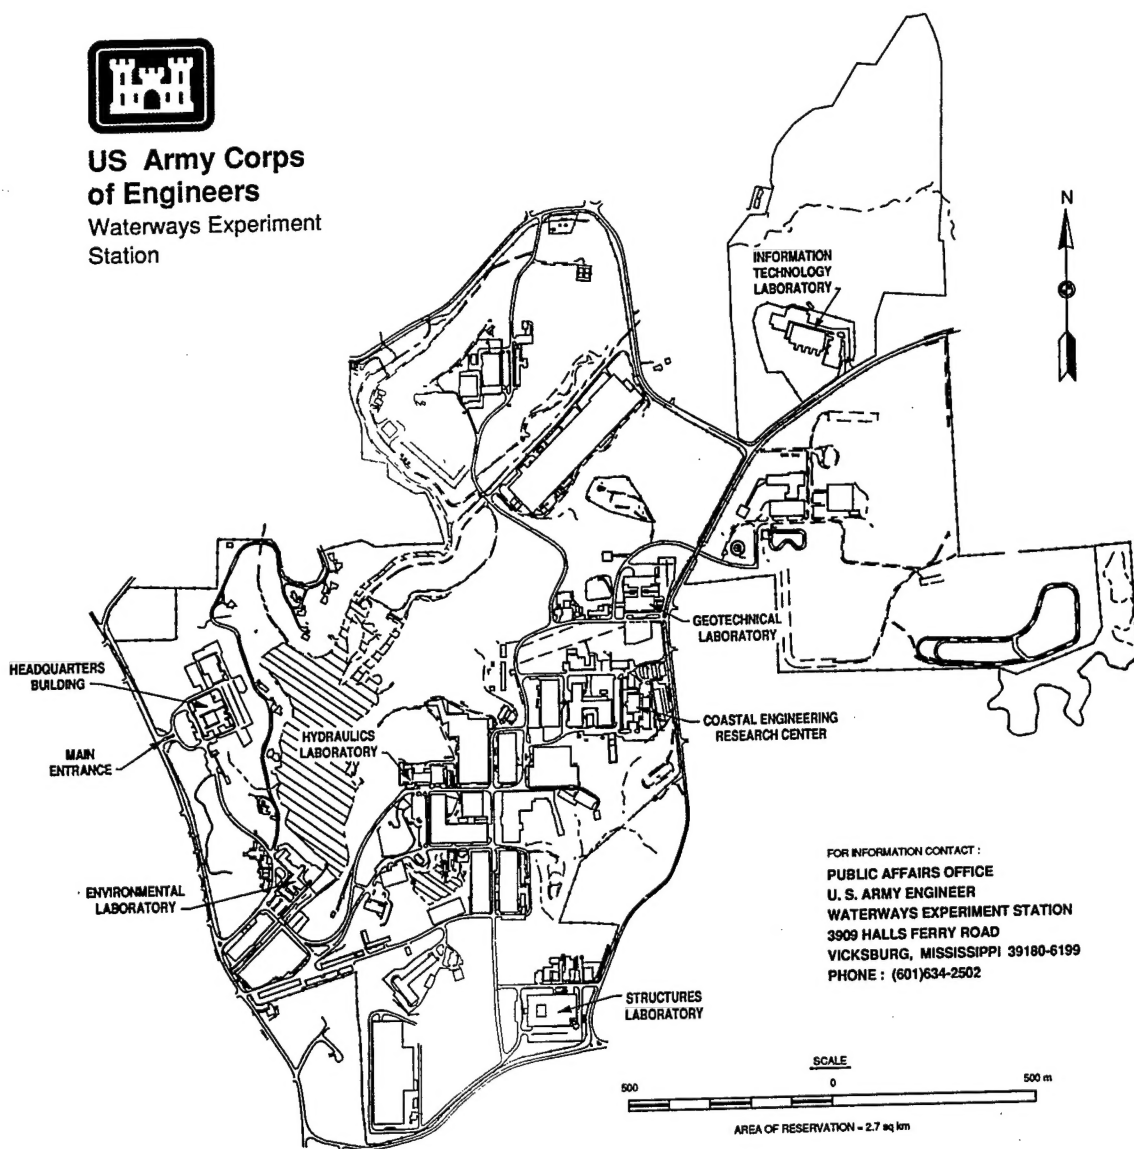 US Army Corps
of Engineers
Waterways Experiment
Station
N
INFORMATION
TECHNOLOGY
LABORATORY
GEOTECHNICAL
LABORATORY
HEADQUARTERS
BUILDING
MAIN
ENTRANCE
HYDRAULICS
LABORATORY
COASTAL ENGINEERING
RESEARCH CENTER
ENVIRONMENTAL
LABORATORY
STRUCTURES
LABORATORY
FOR INFORMATION CONTACT :
PUBLIC AFFAIRS OFFICE
U. S. ARMY ENGINEER
WATERWAYS EXPERIMENT STATION
3909 HALLS FERRY ROAD
VICKSBURG, MISSISSIPPI 39180-6199
PHONE : (601)634-2502
SCALE
500 0 500 m
AREA OF RESERVATION = 2.7 sq km